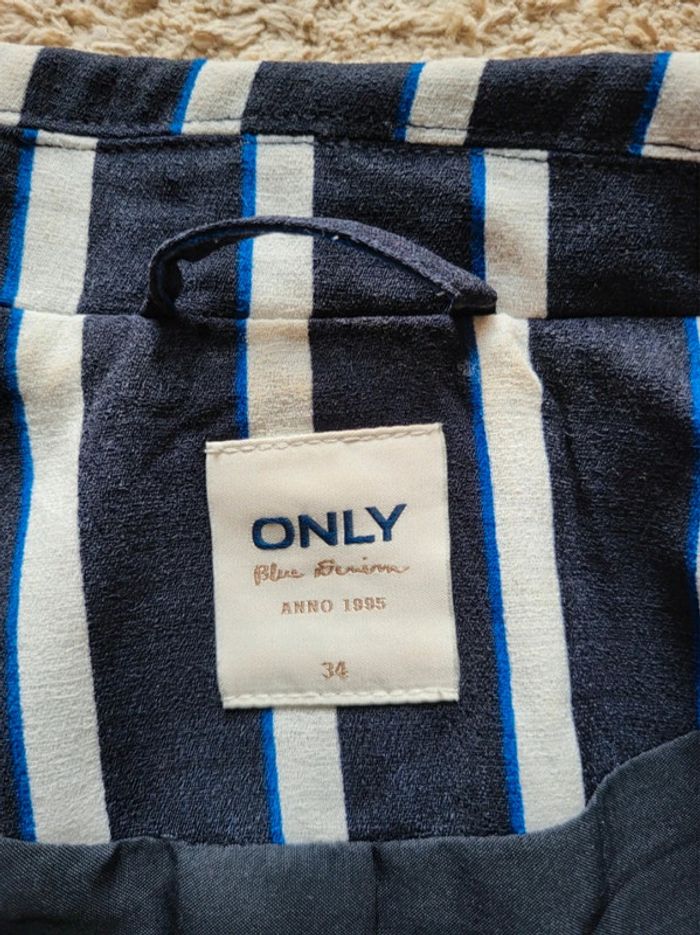 ONLY
Blue Denim
ANNO 1995
34